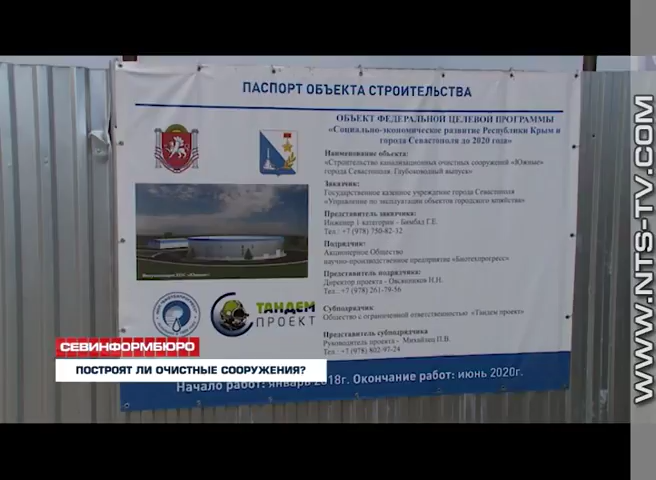 ПАСПОРТ ОБЪЕКТА СТРОИТЕЛЬСТВА
ОБЪЕКТ ФЕДЕРАЛЬНОЙ ЦЕЛЕВОЙ ПРОГРАММЫ
«Социально-экономическое развитие Республики Крым и
города Севастополя до 2020 года»
Наименование объекта:
«Строительство канализационных очистных сооружений «Южные»
города Севастополя. Глубоководный выпуск»
Заказчик:
Государственное казенное учреждение города Севастополя
«Управление по эксплуатации объектов городского хозяйства»
Представитель заказчика:
Инженер 1 категории - Бимбад Г.Е.
Тел.: +7 (978) 750-82-32
Подрядчик:
Акционерное Общество
научно-производственное предприятие «Биотехпрогресс»
Представитель подрядчика:
Директор проекта - Овсянников Н.Н.
Тел.: +7 (978) 261-79-56
Субподрядчик
Общество с ограниченной ответственностью «Тандем проект»
Представитель субподрядчика
Руководитель проекта - Михайлец П.В.
Тел.: +7 (978) 802-97-24
ТАНДЕМ
ПРОЕКТ
Начало работ: январь 2018г. Окончание работ: июнь 2020г.
СЕВИНФОРМБЮРО
ПОСТРОЯТ ЛИ ОЧИСТНЫЕ СООРУЖЕНИЯ?
WWW.NTS-TV.COM